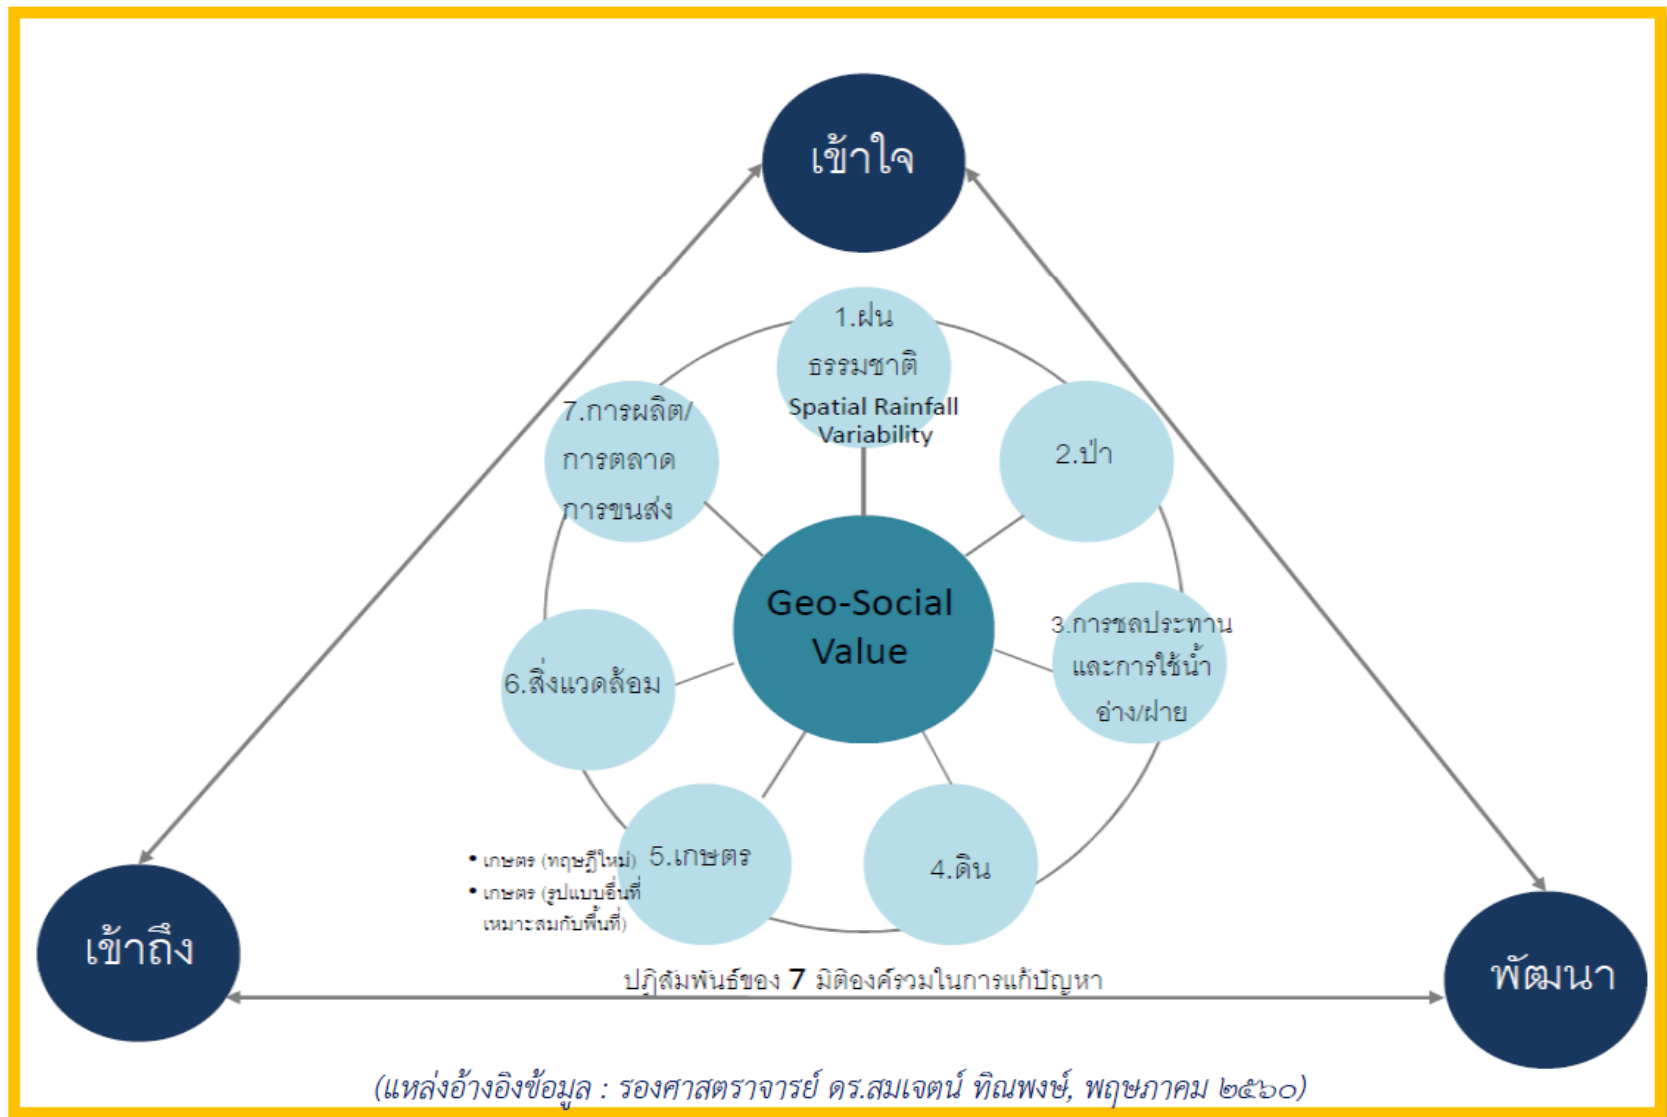 เข้าใจ
1.ฝน
ธรรมชาติ
Spatial Rainfall
Variability
2.ป่า
3.การชลประทาน
และการใช้น้ำ
อ่าง/ฝาย
4.ดิน
5.เกษตร
• เกษตร (ทฤษฎีใหม่)
• เกษตร (รูปแบบอื่นที่
เหมาะสมกับพื้นที่)
6.สิ่งแวดล้อม
7.การผลิต/
การตลาด
การขนส่ง
Geo-Social
Value
เข้าถึง
พัฒนา
ปฏิสัมพันธ์ของ 7 มิติองค์รวมในการแก้ปัญหา
(แหล่งอ้างอิงข้อมูล : รองศาสตราจารย์ ดร.สมเจตน์ ทิณพงษ์, พฤษภาคม ๒๕๖๐)